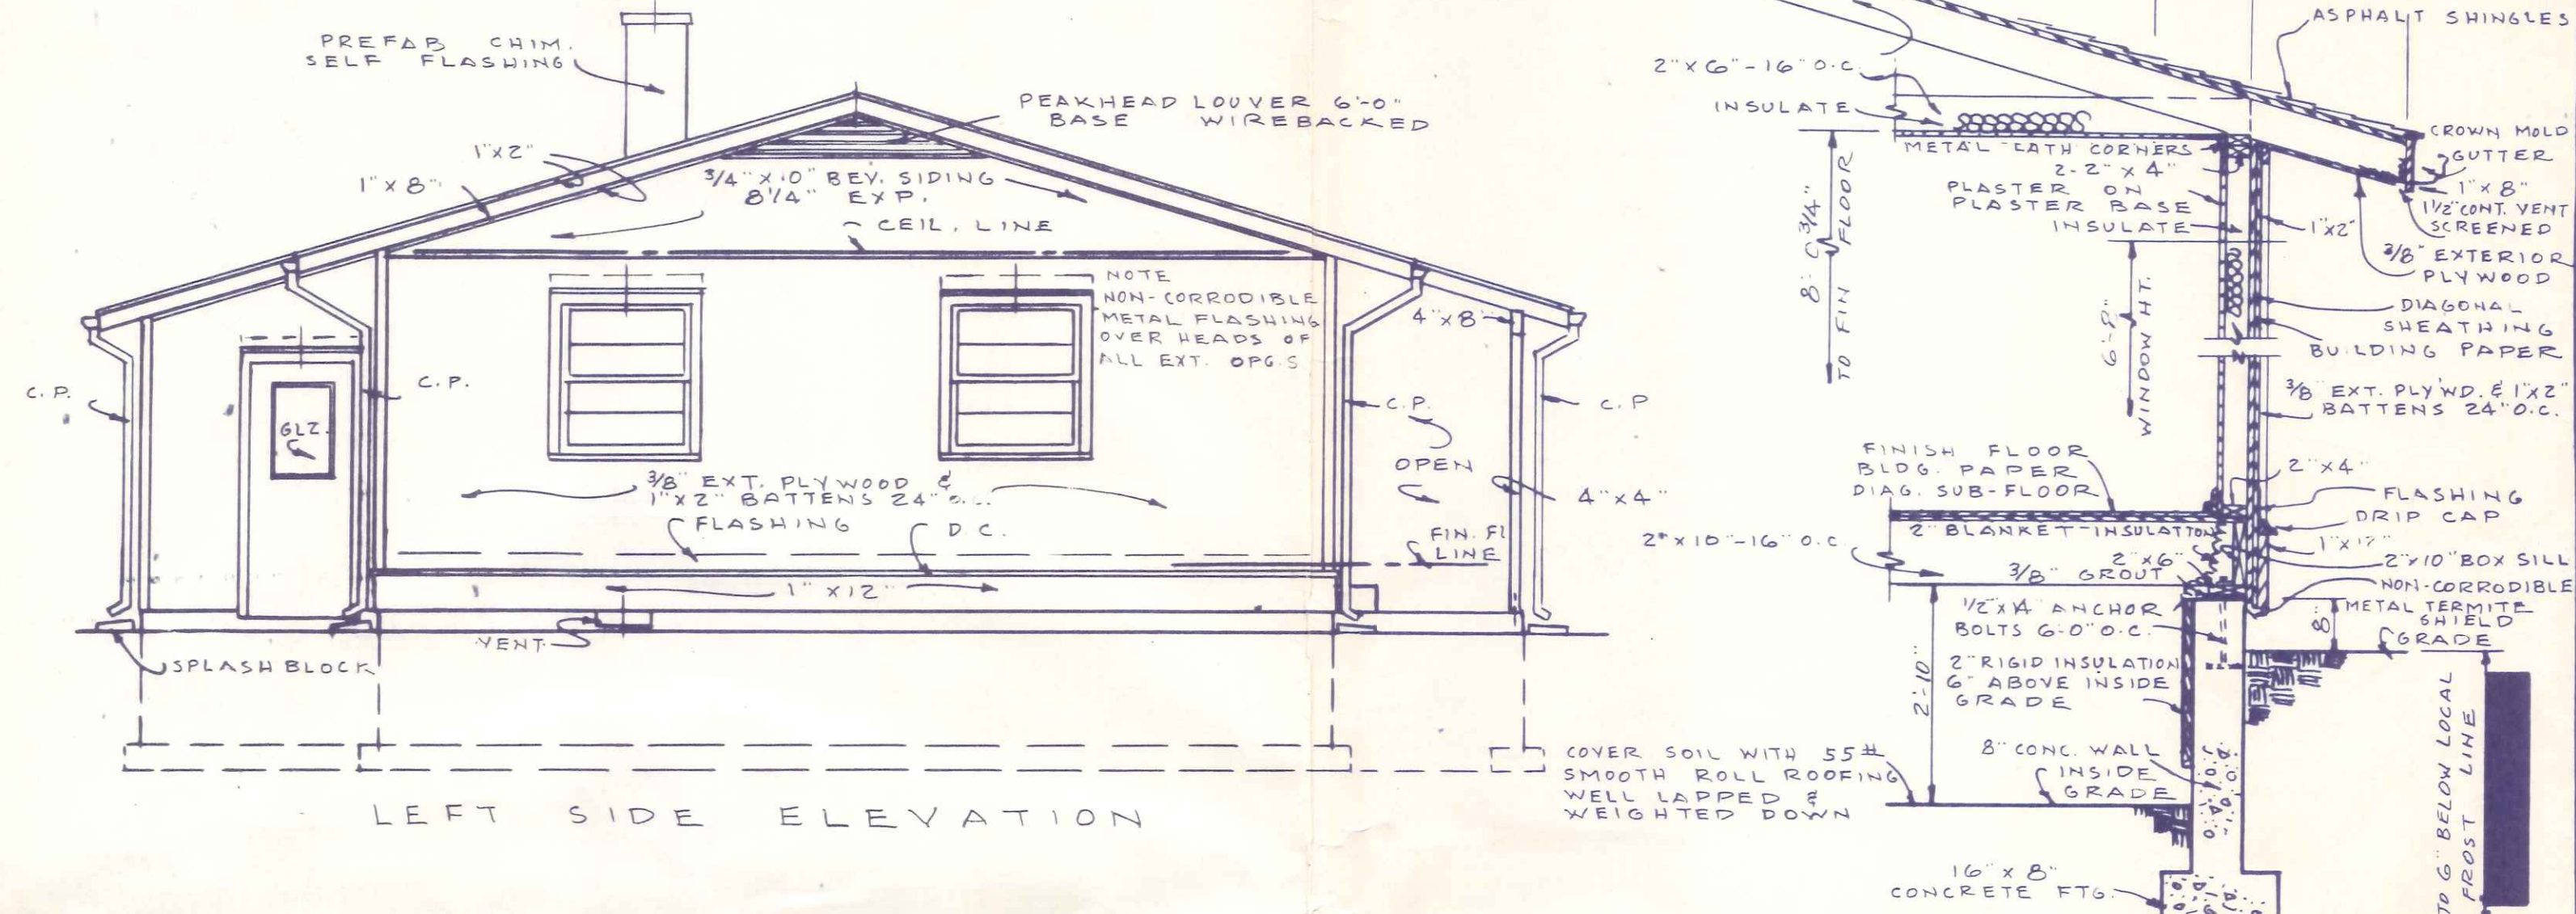 PREFAB CHIM.
SELF FLASHING
PEAKHEAD LOUVER 6'-0"
BASE WIREBACKED
1"X2"
1"X8"
3/4" X 10" BEV. SIDING
8 1/4" EXP.
CEIL. LINE
NOTE
NON-CORRODIBLE
METAL FLASHING
OVER HEADS OF
ALL EXT. OPG.S
4"X8"
C.P.
C.P.
GLZ.
C.P.
C.P
OPEN
4"X4"
3/8" EXT. PLYWOOD &
1"X2" BATTENS 24" O.C.
FLASHING
D.C.
FIN. FL
LINE
1" X12"
VENT
SPLASH BLOCK
LEFT SIDE ELEVATION
ASPHALT SHINGLES
2"X6"-16" O.C.
INSULATE
CROWN MOLD
GUTTER
1"X8"
1 1/2" CONT. VENT
SCREENED
3/8" EXTERIOR
PLYWOOD
METAL LATH CORNERS
2-2"X4"
PLASTER ON
PLASTER BASE
INSULATE
1"X2"
8'-0 3/4"
TO FIN FLOOR
6'-8"
WINDOW HT.
DIAGONAL
SHEATHING
BUILDING PAPER
3/8" EXT. PLY'WD. & 1"X2"
BATTENS 24" O.C.
FINISH FLOOR
BLDG. PAPER
DIAG. SUB-FLOOR
2"X4"
FLASHING
DRIP CAP
1"X12"
2"X10" BOX SILL
NON-CORRODIBLE
METAL TERMITE
SHIELD
GRADE
8"
2" BLANKET INSULATION
2"X10"-16" O.C.
2"X6"
3/8" GROUT
ANCHOR
BOLTS 6'-0" O.C.
2" RIGID INSULATION
6" ABOVE INSIDE
GRADE
2'-10"
8" CONC. WALL
INSIDE
GRADE
COVER SOIL WITH 55#
SMOOTH ROLL ROOFING
WELL LAPPED &
WEIGHTED DOWN
16" X 8"
CONCRETE FTG.
TO 6" BELOW LOCAL
FROST LINE